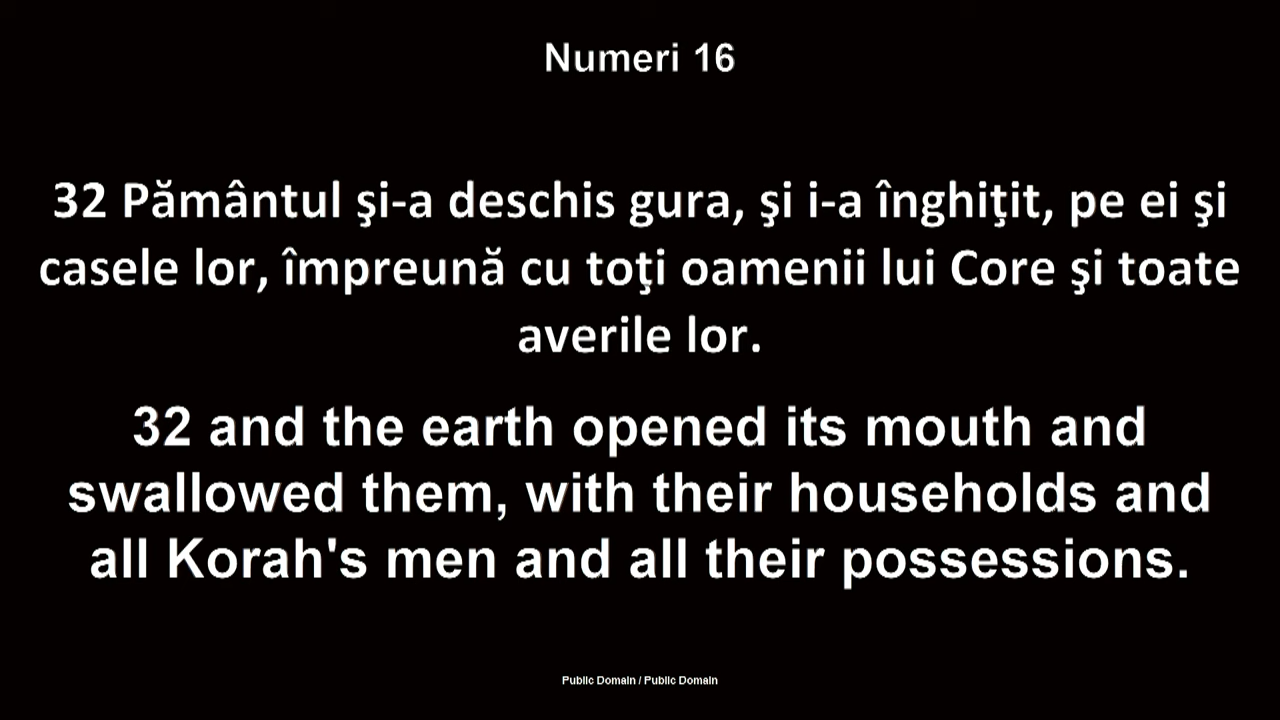 Numeri 16
32 Pământul şi-a deschis gura, şi i-a înghiţit, pe ei şi
casele lor, împreună cu toţi oamenii lui Core şi toate
averile lor.
32 and the earth opened its mouth and
swallowed them, with their households and
all Korah's men and all their possessions.
Public Domain / Public Domain